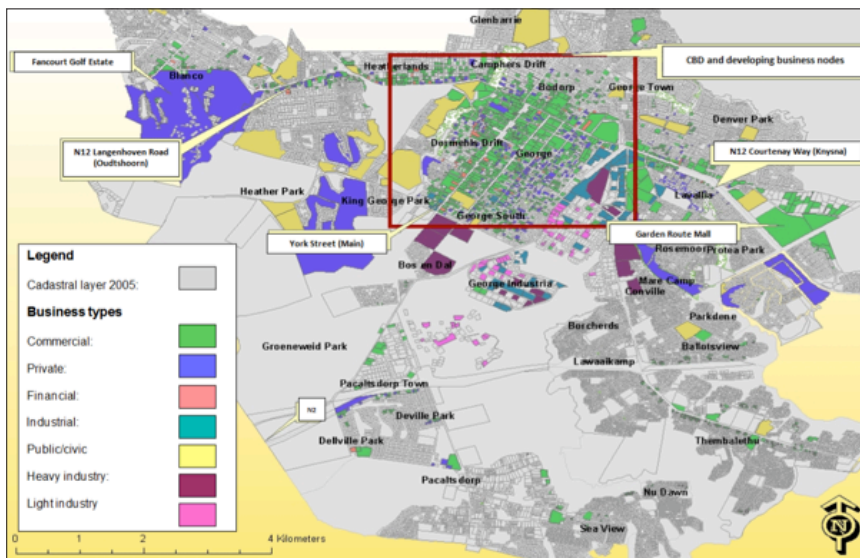 Glenbarrie
Fancourt Golf Estate
Blanco
Heatherlands
Camphers Drift
CBD and developing business nodes
Bodorp
George Town
Denver Park
N12 Langenhoven Road
(Oudtshoorn)
Dormehls Drift
George
N12 Courtenay Way (Knysna)
Heather Park
King George Park
Lavallia
George South
York Street (Main)
Garden Route Mall
Rosemoor
Protea Park
Bos en Dal
George Industria
Mare Camp
Conville
Parkdene
Borcherds
Ballotsview
Groeneweid Park
Lawaaikamp
Pacaltsdorp Town
N2
Deville Park
Dellville Park
Thembalethu
Pacaltsdorp
Nu Dawn
Sea View
Legend
Cadastral layer 2005:
Business types
Commercial:
Private:
Financial:
Industrial:
Public/civic
Heavy industry:
Light industry
0 1 2 4 Kilometers
N